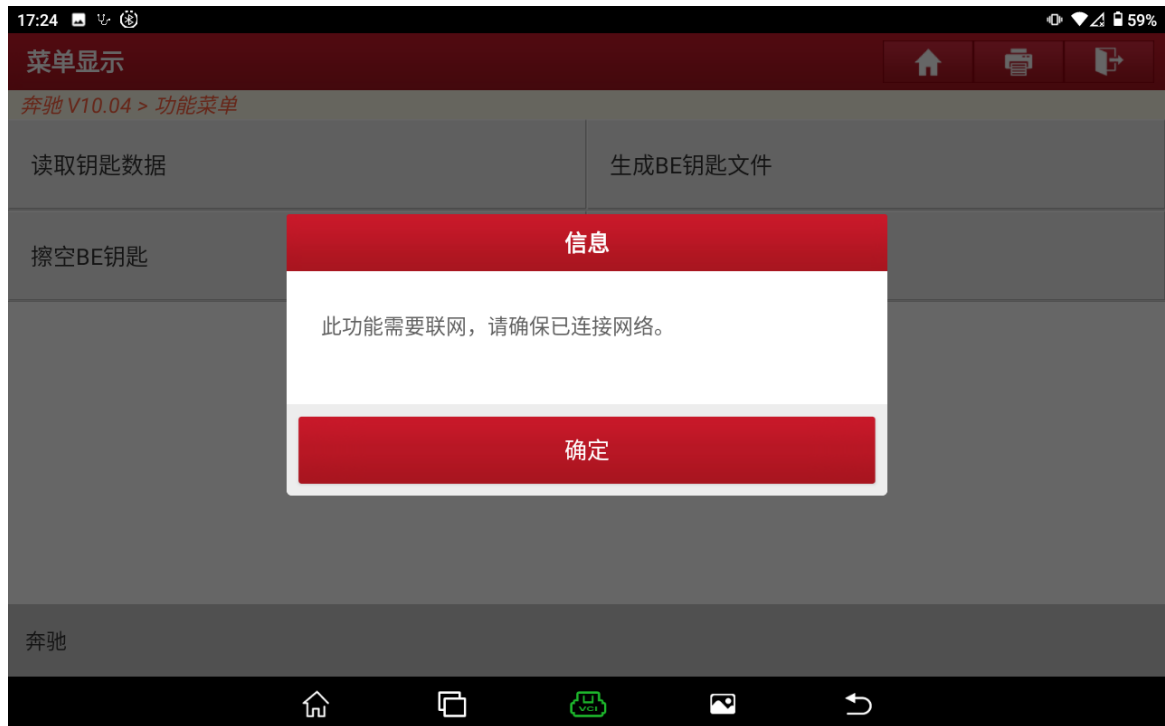 17:24
59%
菜单显示
奔驰 V10.04 > 功能菜单
读取钥匙数据
生成BE钥匙文件
擦空BE钥匙
信息
此功能需要联网，请确保已连接网络。
确定
奔驰
VCI